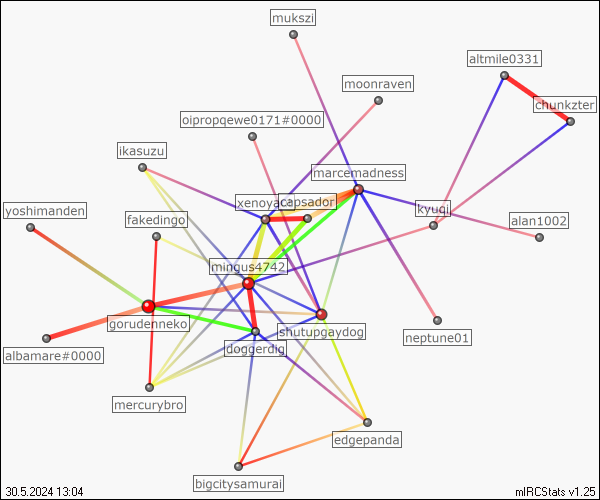 mukszi
altmile0331
moonraven
chunkzter
oipropqewe0171#0000
ikasuzu
marcemadness
capsador
yoshimanden
fakedingo
kyuqi
alan1002
mingus4742
gorudenneko
shutupgaydog
neptune01
doggerdig
albamare#0000
mercurybro
edgepanda
bigcitysamurai
30.5.2024 13:04
mIRCStats v1.25